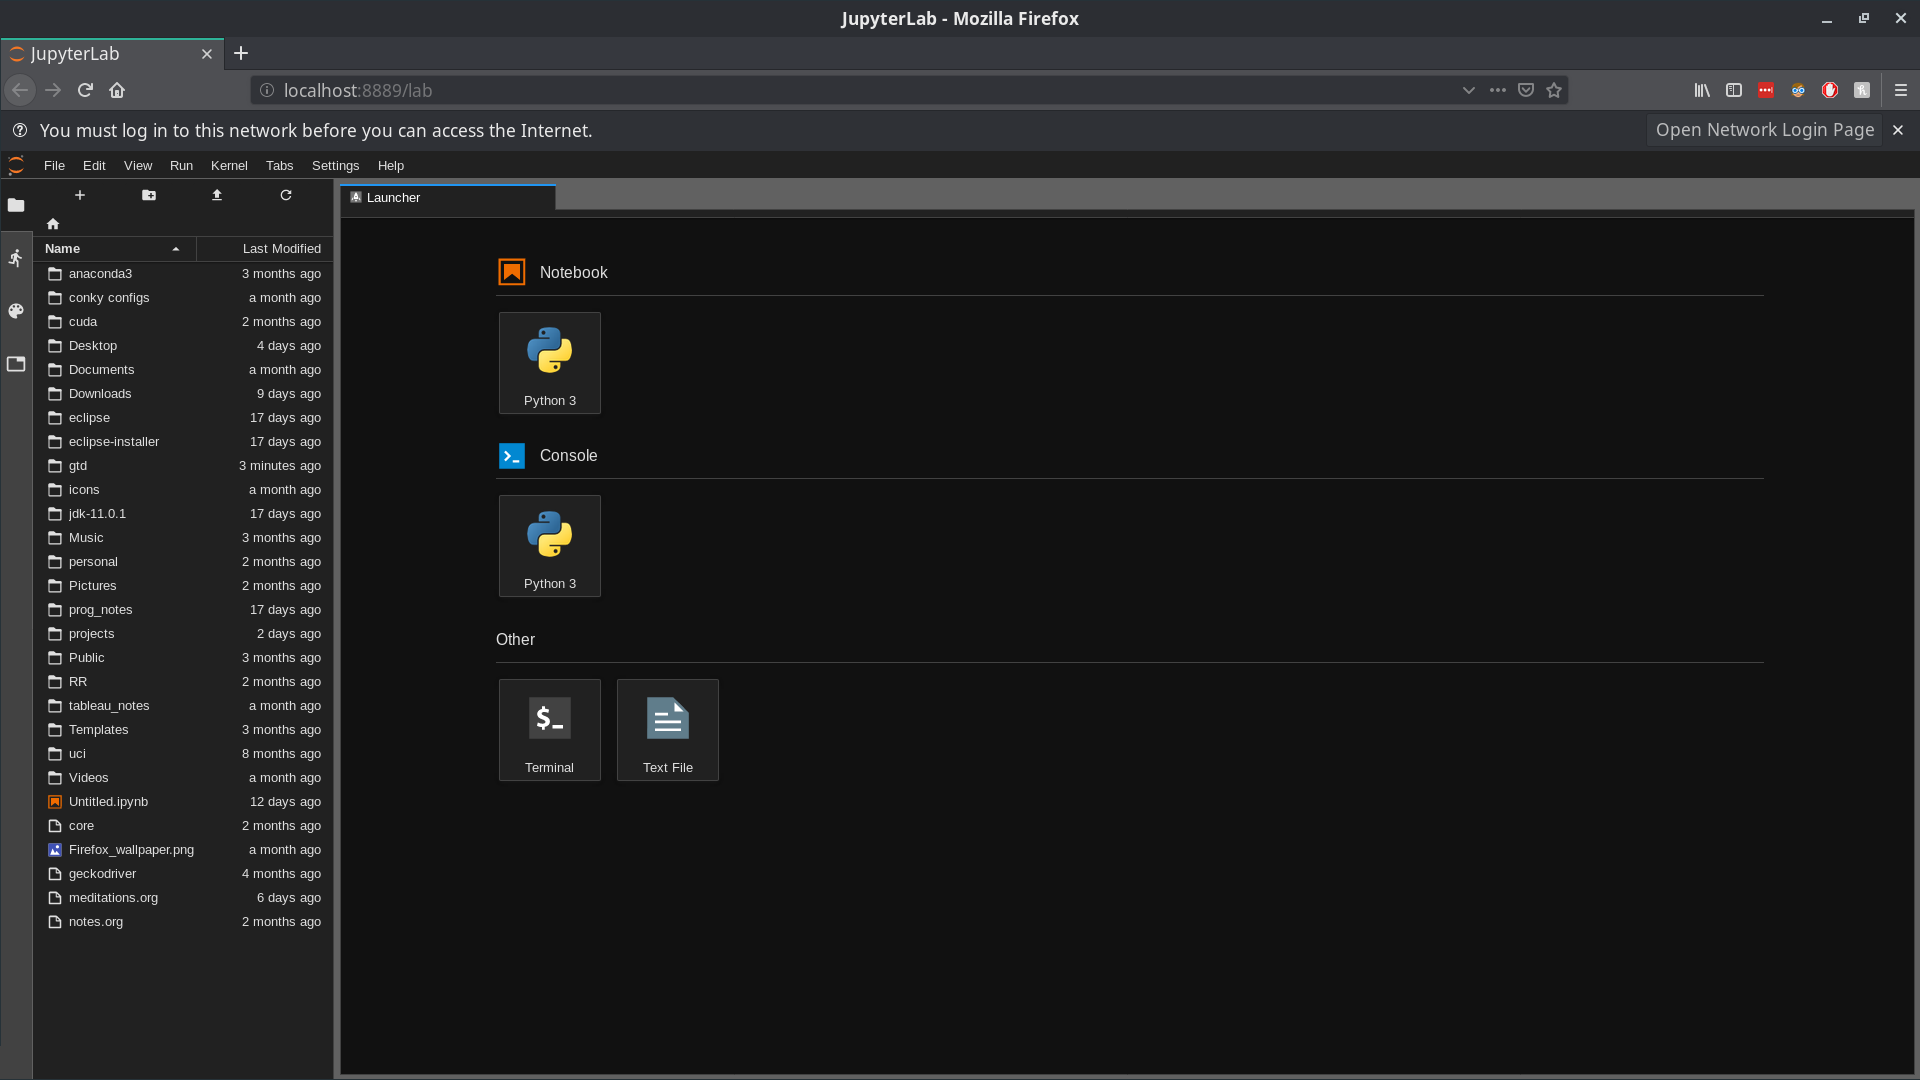 JupyterLab - Mozilla Firefox
JupyterLab
localhost:8889/lab
You must log in to this network before you can access the Internet.
Open Network Login Page
File Edit View Run Kernel Tabs Settings Help
Launcher
Name Last Modified
anaconda3 3 months ago
conky configs a month ago
cuda 2 months ago
Desktop 4 days ago
Documents a month ago
Downloads 9 days ago
eclipse 17 days ago
eclipse-installer 17 days ago
gtd 3 minutes ago
icons a month ago
jdk-11.0.1 17 days ago
Music 3 months ago
personal 2 months ago
Pictures 2 months ago
prog_notes 17 days ago
projects 2 days ago
Public 3 months ago
RR 2 months ago
tableau_notes a month ago
Templates 3 months ago
uci 8 months ago
Videos a month ago
Untitled.ipynb 12 days ago
core 2 months ago
Firefox_wallpaper.png a month ago
geckodriver 4 months ago
meditations.org 6 days ago
notes.org 2 months ago
Notebook
Python 3
Console
Python 3
Other
$_
Terminal
Text File